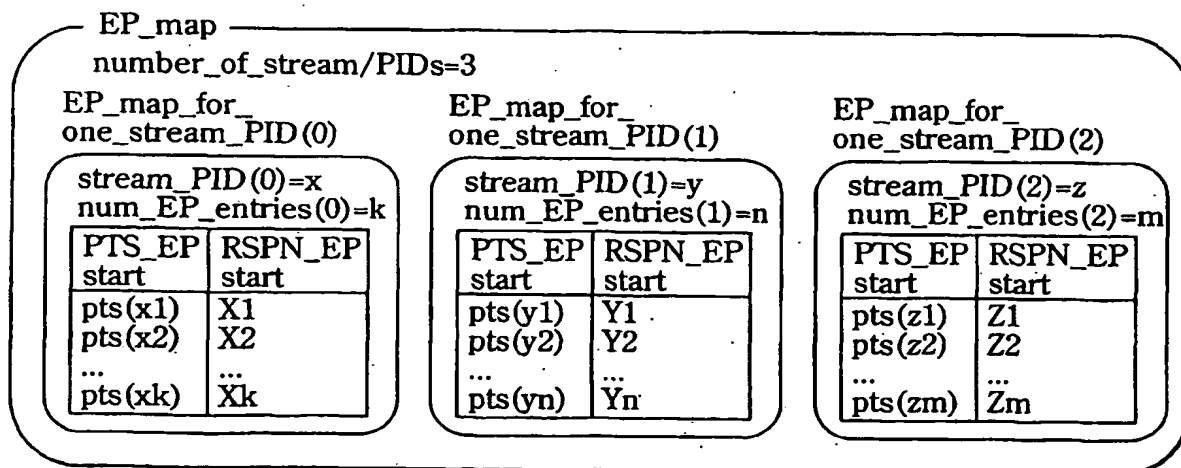 EP_map
number_of_stream/PIDs=3
EP_map_for_
one_stream_PID(0)
stream_PID(0)=x
num_EP_entries(0)=k
PTS_EP start RSPN_EP start
pts(x1) X1
pts(x2) X2
... ...
pts(xk) Xk
EP_map_for_
one_stream_PID(1)
stream_PID(1)=y
num_EP_entries(1)=n
PTS_EP start RSPN_EP start
pts(y1) Y1
pts(y2) Y2
... ...
pts(yn) Yn
EP_map_for_
one_stream_PID(2)
stream_PID(2)=z
num_EP_entries(2)=m
PTS_EP start RSPN_EP start
pts(z1) Z1
pts(z2) Z2
... ...
pts(zm) Zm